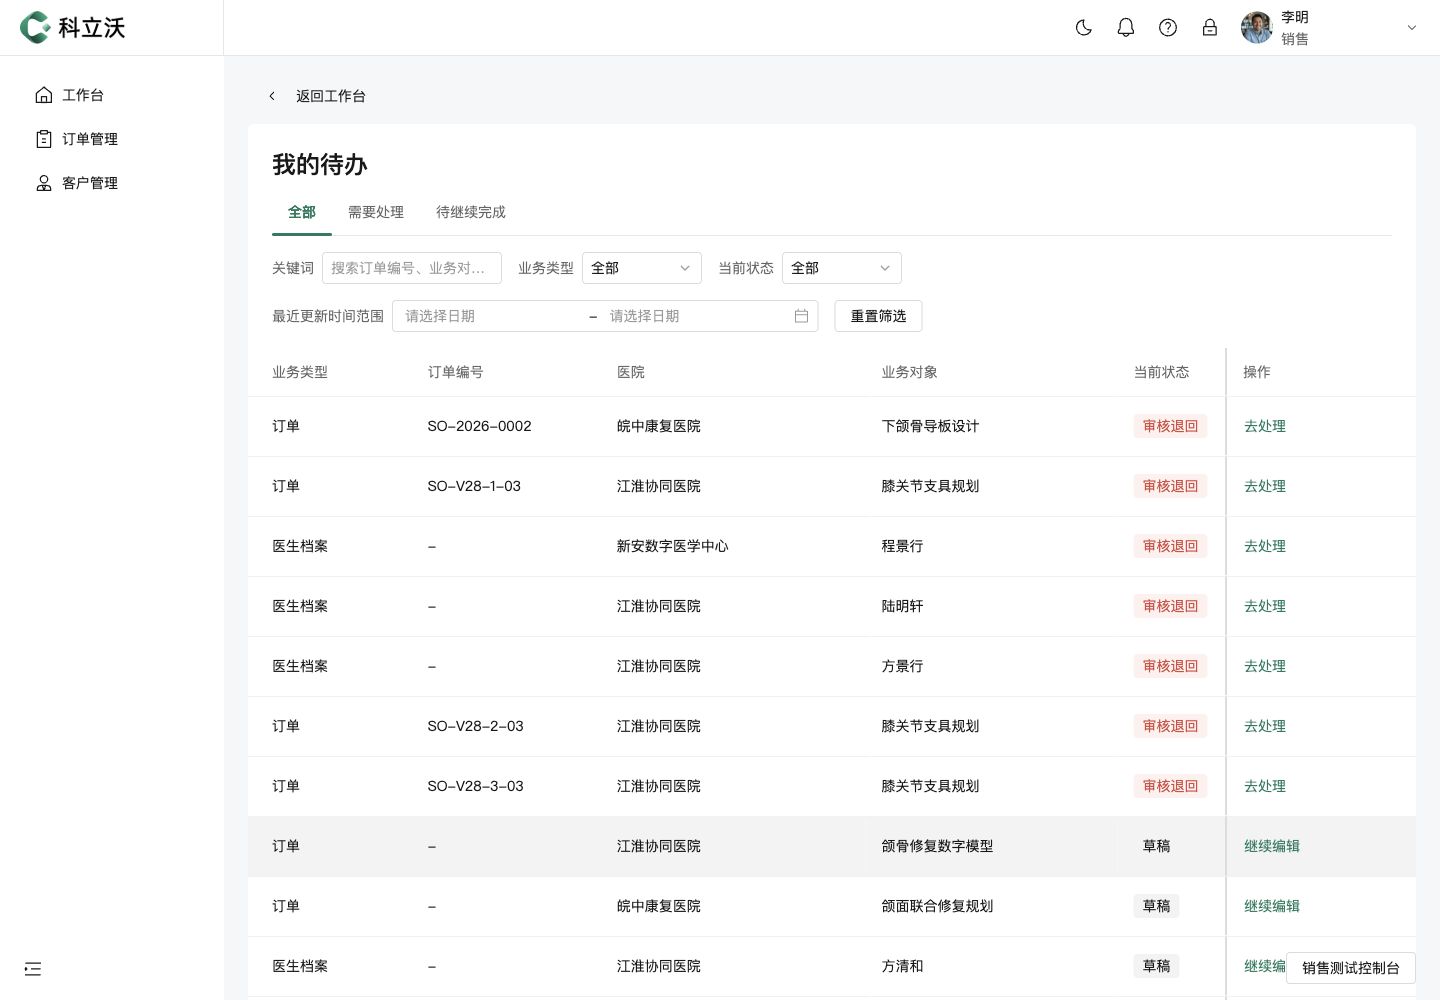 科立沃
李明
销售
工作台
订单管理
客户管理
返回工作台
我的待办
全部 需要处理 待继续完成
关键词 搜索订单编号、业务对... 业务类型 全部 当前状态 全部
最近更新时间范围 请选择日期 – 请选择日期 重置筛选
业务类型 订单编号 医院 业务对象 当前状态 操作
订单 SO-2026-0002 皖中康复医院 下颌骨导板设计 审核退回 去处理
订单 SO-V28-1-03 江淮协同医院 膝关节支具规划 审核退回 去处理
医生档案 – 新安数字医学中心 程景行 审核退回 去处理
医生档案 – 江淮协同医院 陆明轩 审核退回 去处理
医生档案 – 江淮协同医院 方景行 审核退回 去处理
订单 SO-V28-2-03 江淮协同医院 膝关节支具规划 审核退回 去处理
订单 SO-V28-3-03 江淮协同医院 膝关节支具规划 审核退回 去处理
订单 – 江淮协同医院 颌骨修复数字模型 草稿 继续编辑
订单 – 皖中康复医院 颌面联合修复规划 草稿 继续编辑
医生档案 – 江淮协同医院 方清和 草稿 继续编
销售测试控制台